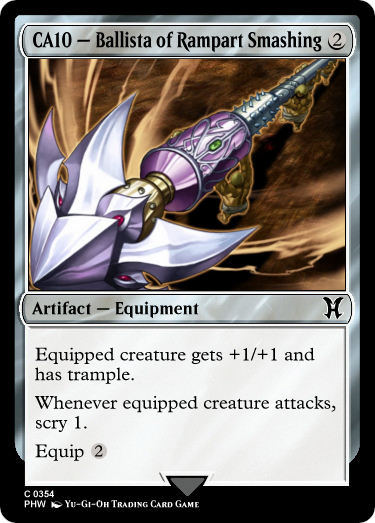 CA10 — Ballista of Rampart Smashing 2
Artifact — Equipment
Equipped creature gets +1/+1 and
has trample.
Whenever equipped creature attacks,
scry 1.
Equip 2
C 0354
PHW Yu-Gi-Oh Trading Card Game